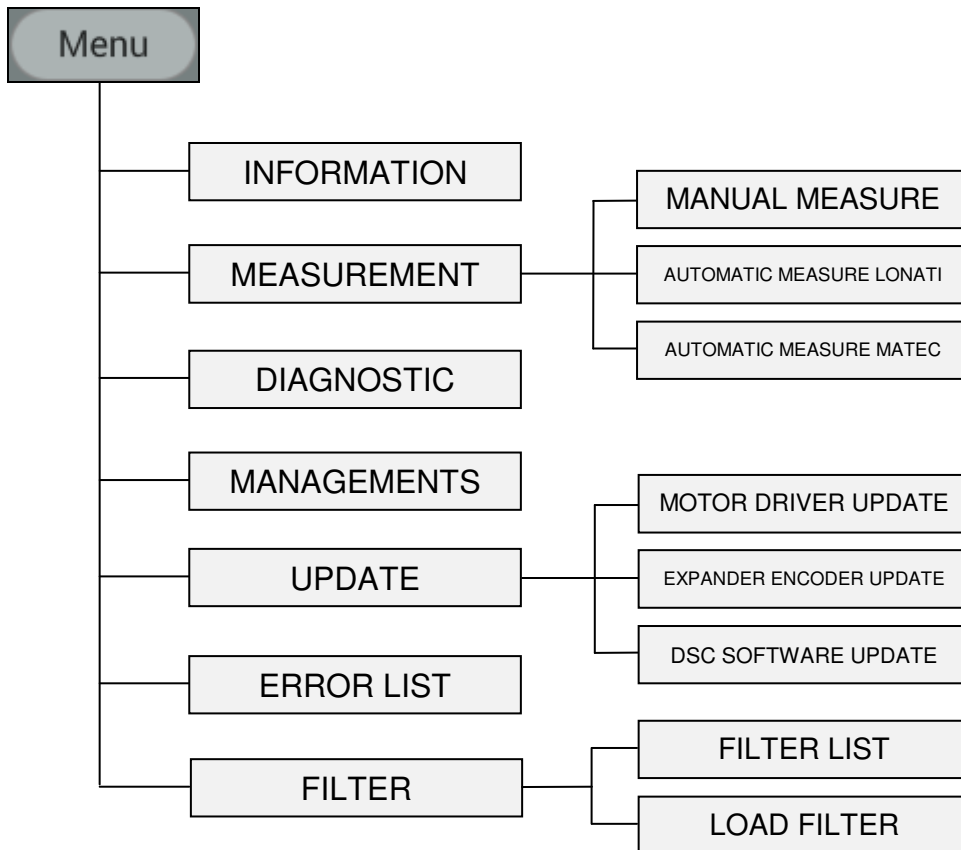 Menu
INFORMATION
MEASUREMENT
MANUAL MEASURE
AUTOMATIC MEASURE LONATI
AUTOMATIC MEASURE MATEC
DIAGNOSTIC
MANAGEMENTS
UPDATE
MOTOR DRIVER UPDATE
EXPANDER ENCODER UPDATE
DSC SOFTWARE UPDATE
ERROR LIST
FILTER
FILTER LIST
LOAD FILTER